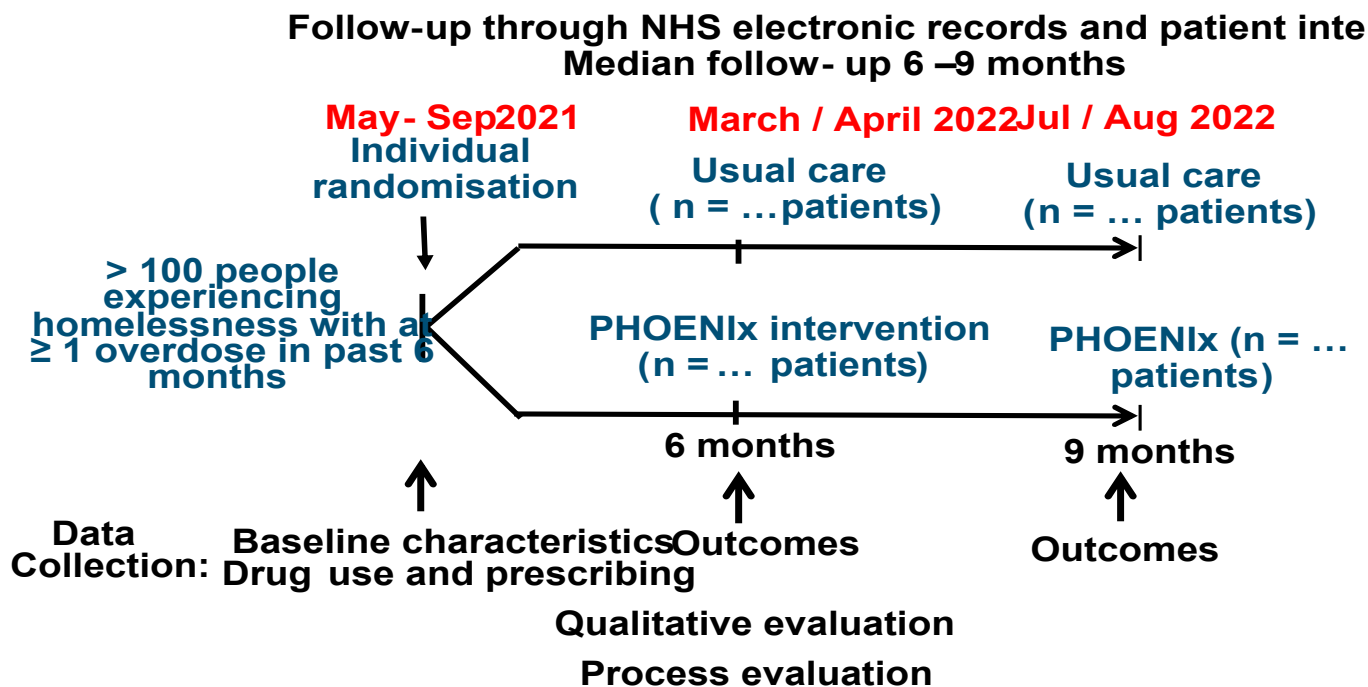 Follow-up through NHS electronic records and patient inte
Median follow- up 6 –9 months
May- Sep2021
March / April 2022
Jul / Aug 2022
Individual
randomisation
Usual care
( n = ...patients)
Usual care
(n = ... patients)
> 100 people
experiencing
homelessness with at
≥ 1 overdose in past 6
months
PHOENIx intervention
(n = ... patients)
PHOENIx (n = ...
patients)
6 months
9 months
Data
Collection:
Baseline characteristics
Drug use and prescribing
Outcomes
Outcomes
Qualitative evaluation
Process evaluation